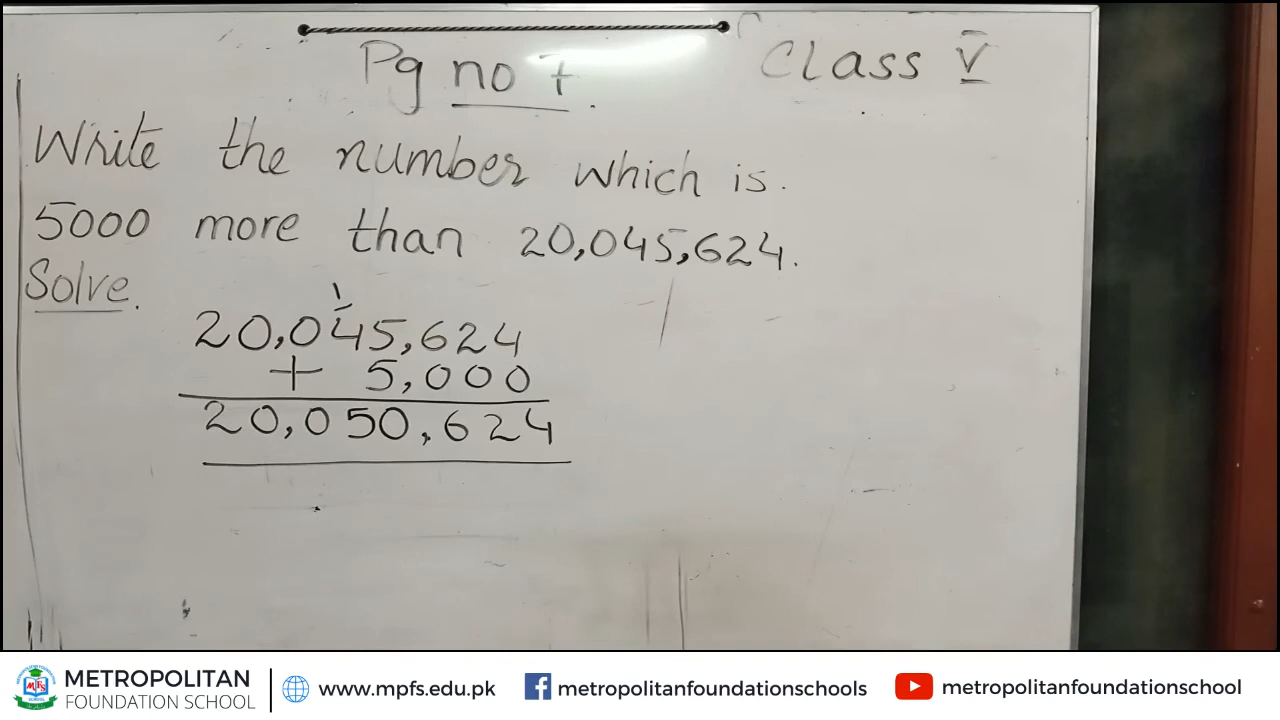 Pg no 7.
Class V
Write the number which is.
5000 more than 20,045,624.
Solve.
1
20,045,624
+ 5,000
20,050,624
METROPOLITAN
FOUNDATION SCHOOL
www.mpfs.edu.pk
metropolitanfoundationschools
metropolitanfoundationschool
MFS